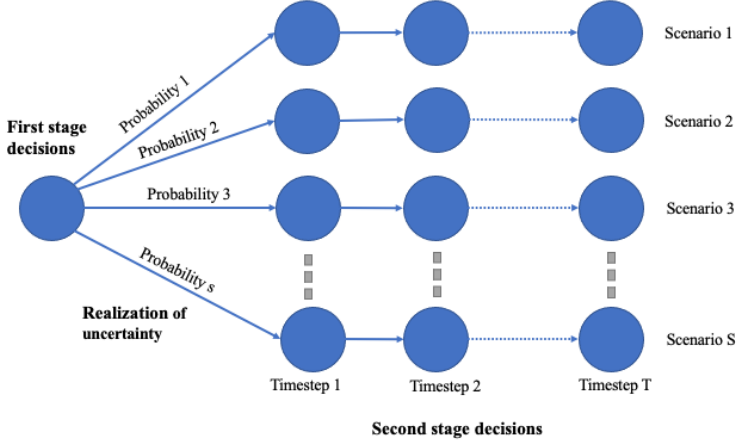 Scenario 1
Probability 1
First stage
decisions
Probability 2
Scenario 2
Probability 3
Scenario 3
Probability s
Realization of
uncertainty
Scenario S
Timestep 1
Timestep 2
Timestep T
Second stage decisions